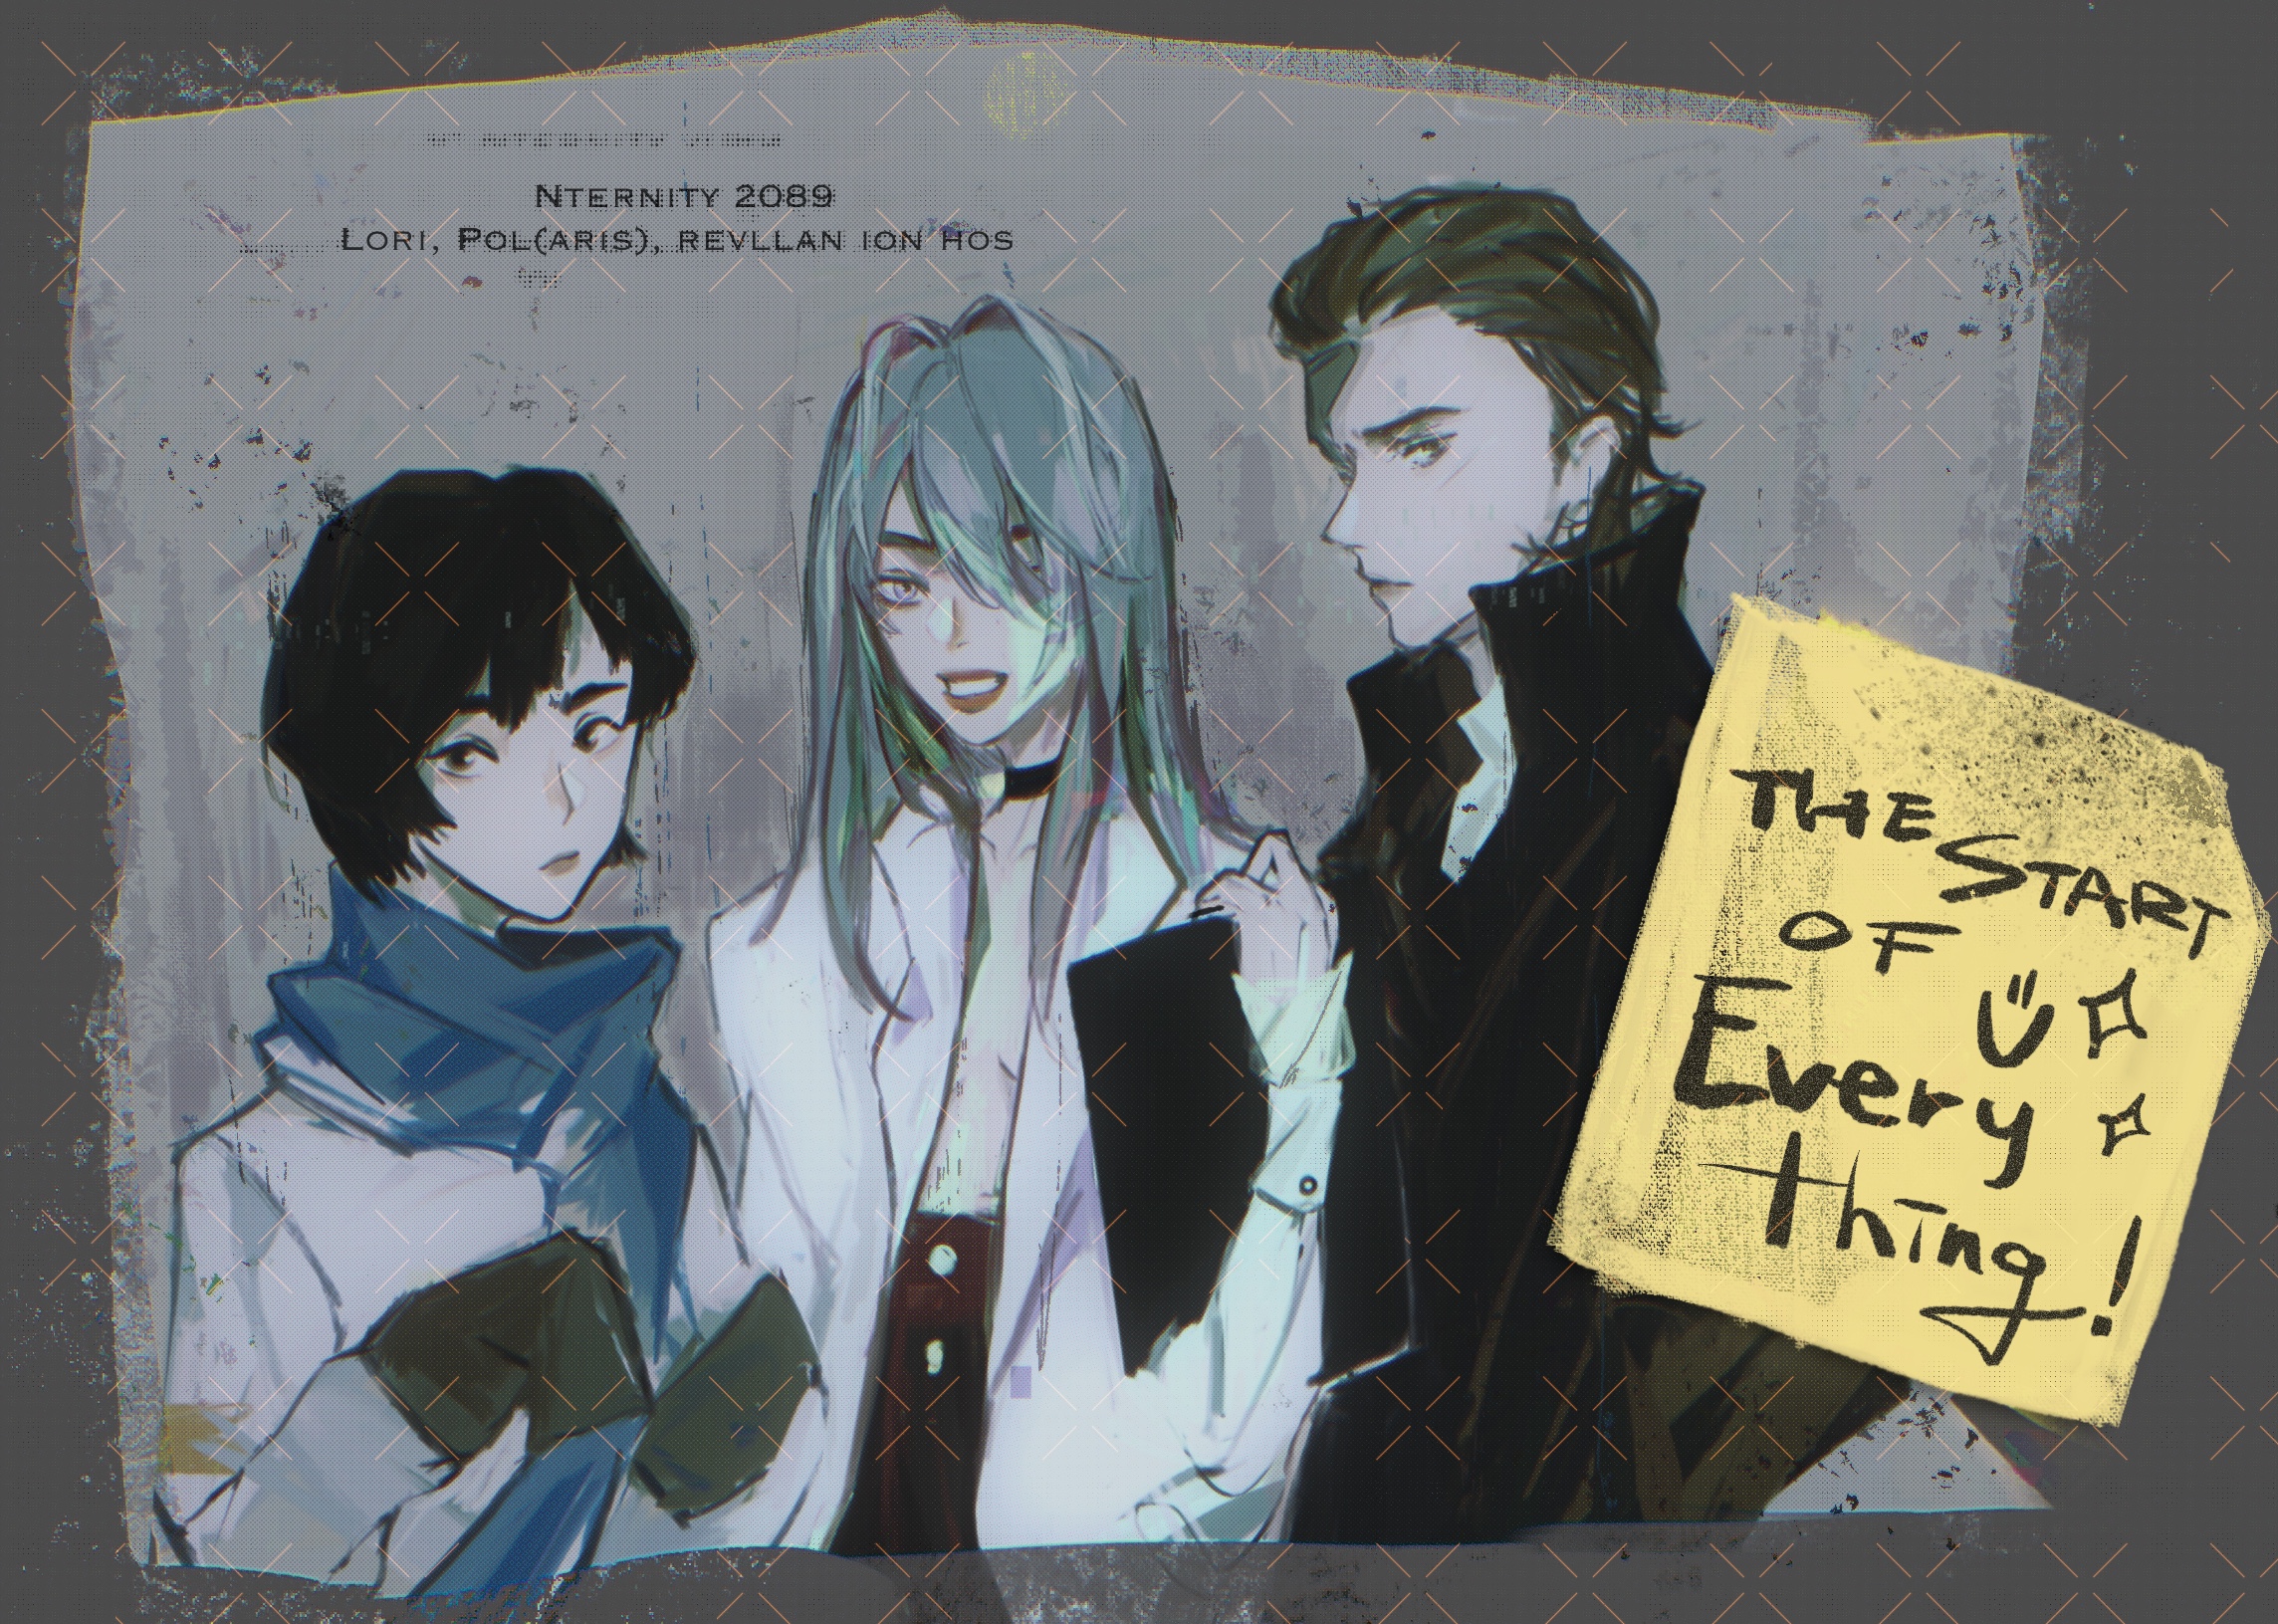 NTERNITY 2089
LORI, POL(ARIS), REVLLAN ION HOS
THE
START
OF
Every
thing!